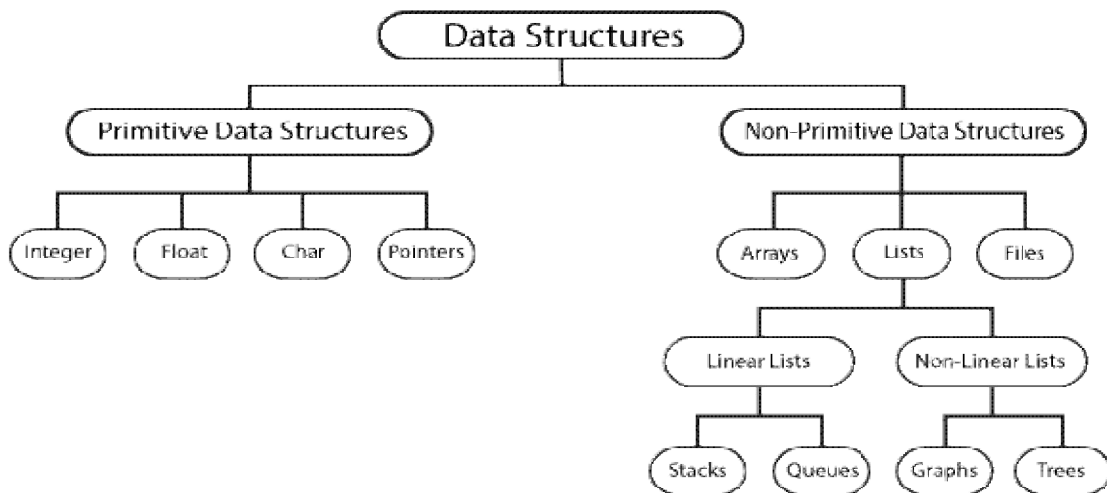 Data Structures
Primitive Data Structures
Non-Primitive Data Structures
Integer
Float
Char
Pointers
Arrays
Lists
Files
Linear Lists
Non-Linear Lists
Stacks
Queues
Graphs
Trees